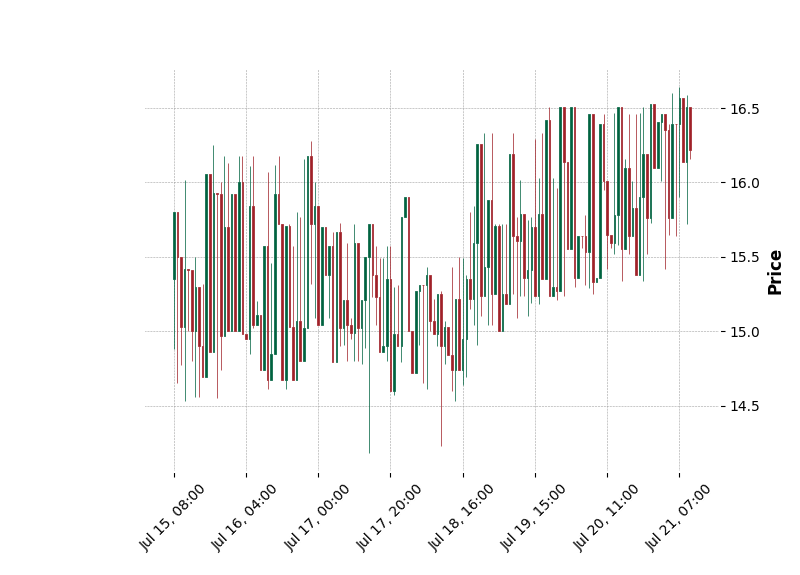 16.5
16.0
15.5
15.0
14.5
Price
Jul 15, 08:00
Jul 16, 04:00
Jul 17, 00:00
Jul 17, 20:00
Jul 18, 16:00
Jul 19, 15:00
Jul 20, 11:00
Jul 21, 07:00